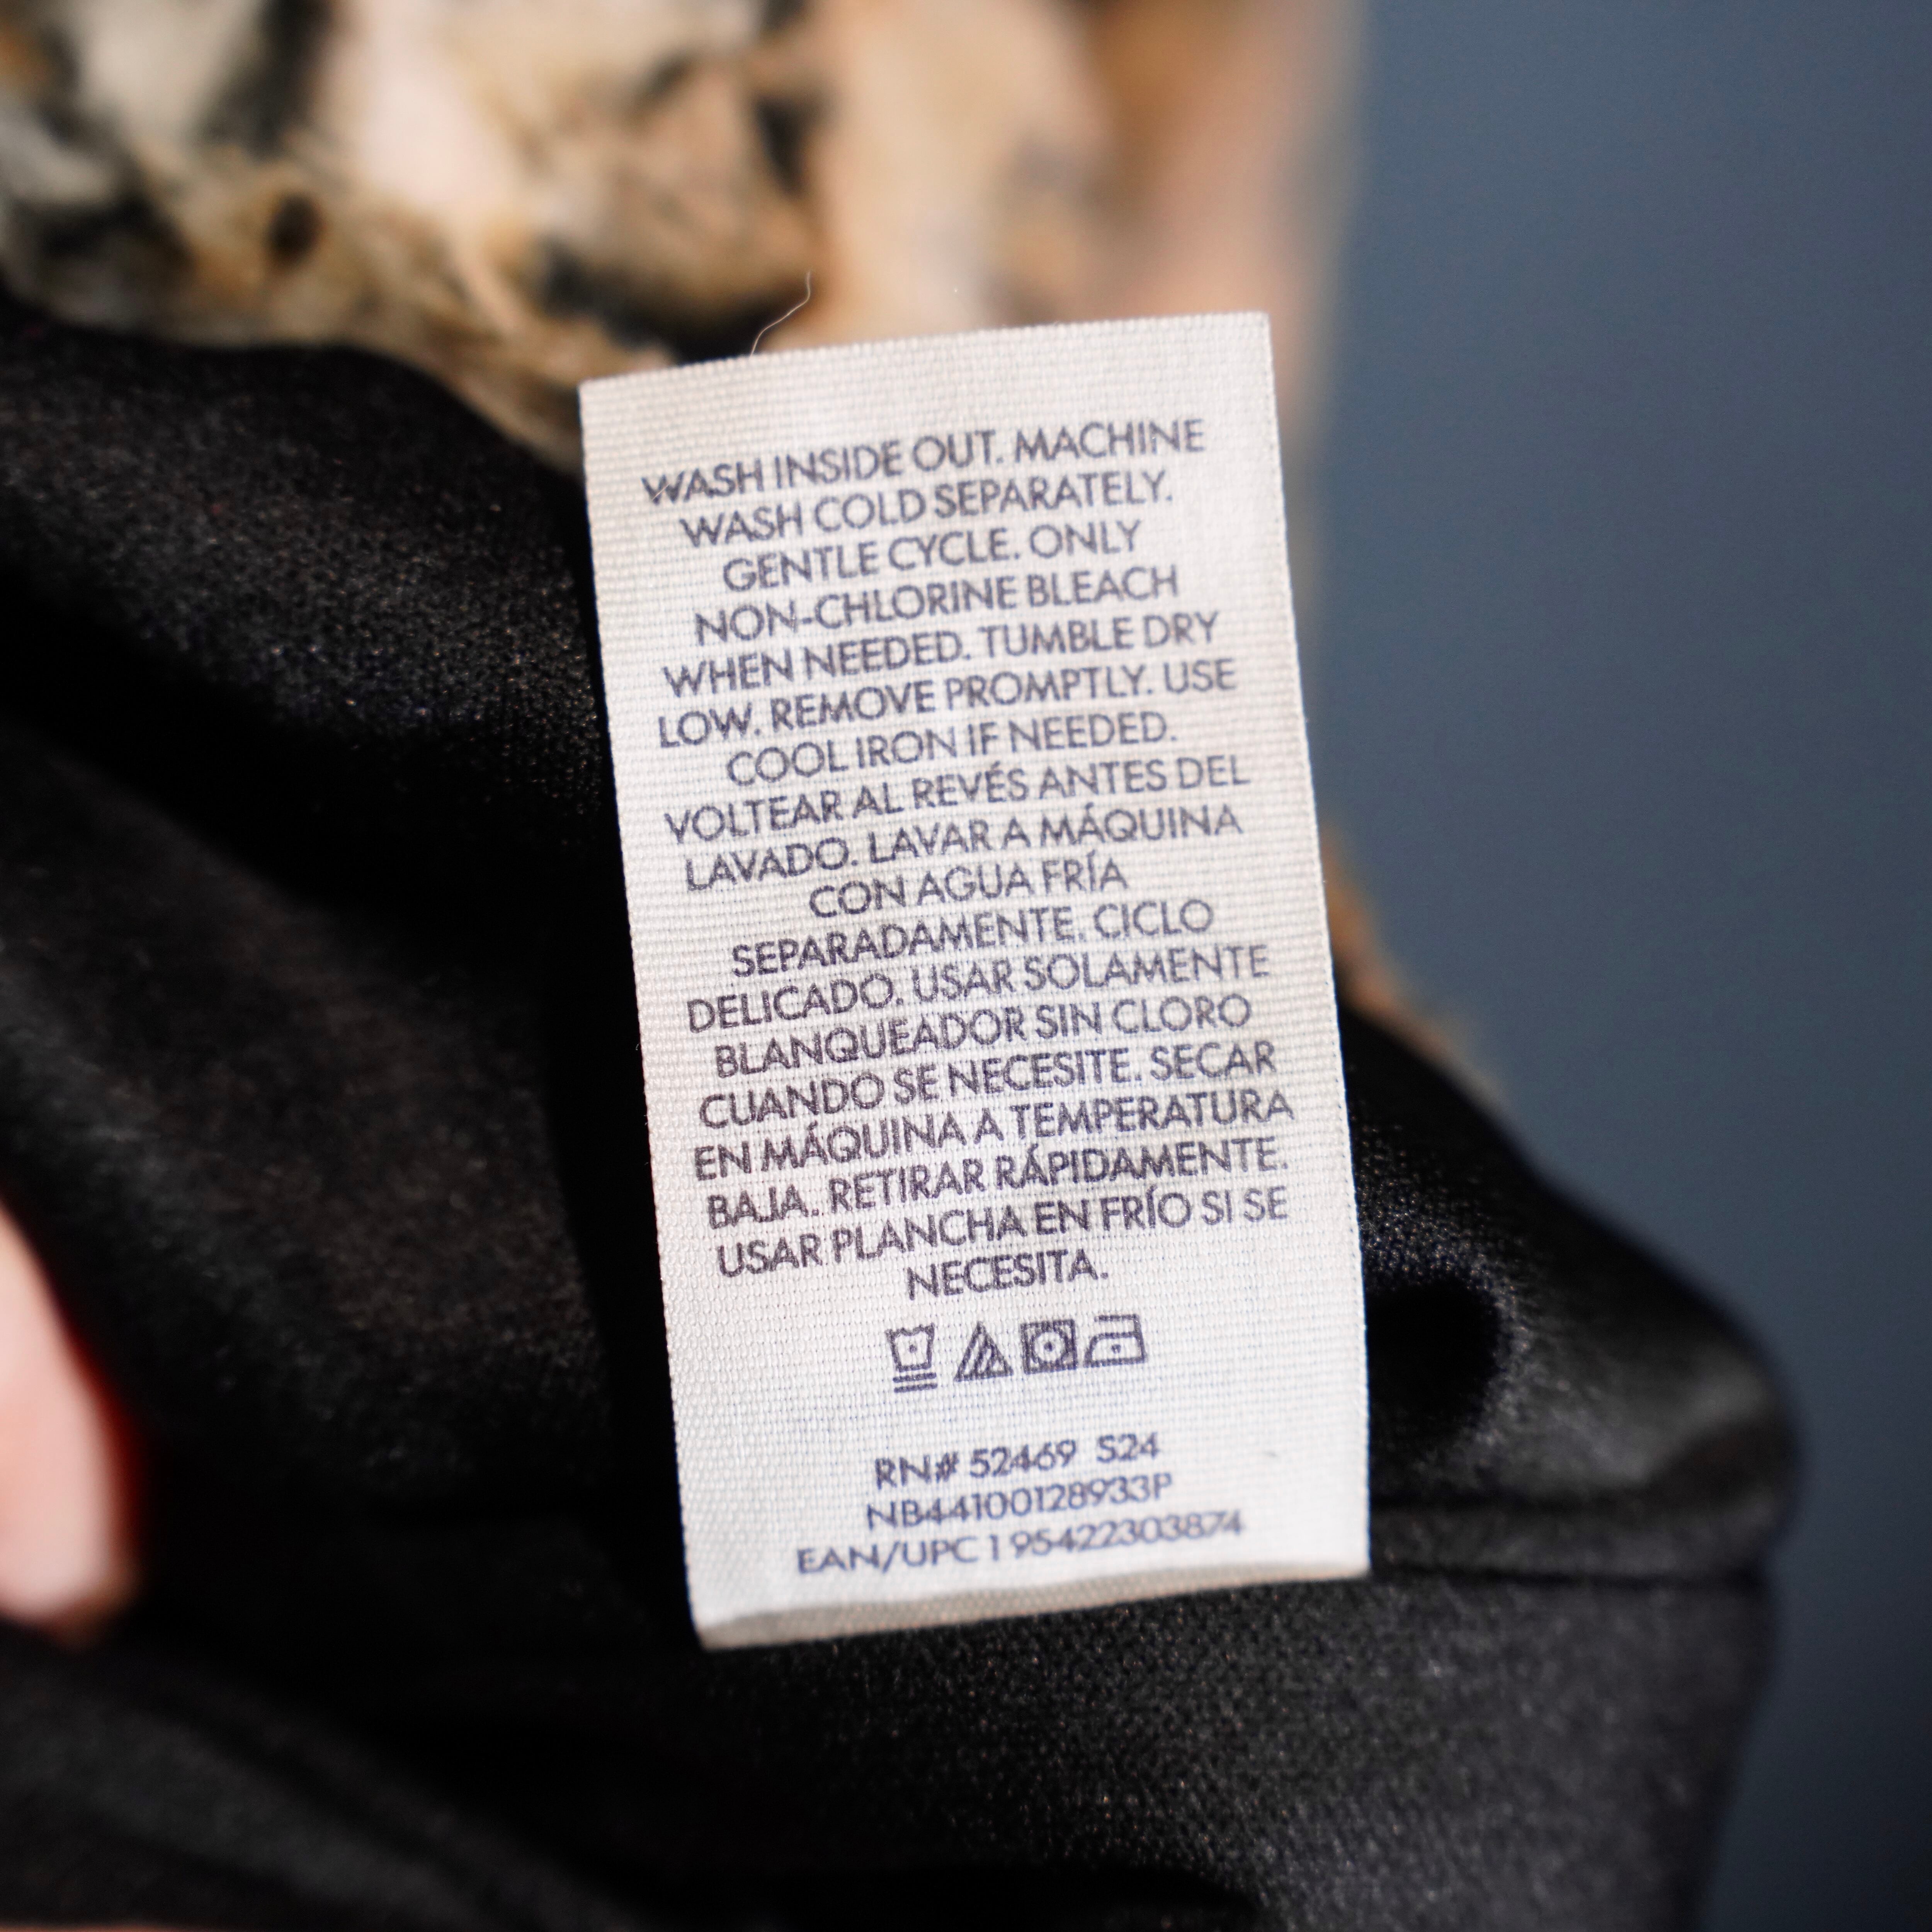 WASH INSIDE OUT. MACHINE
WASH COLD SEPARATELY.
GENTLE CYCLE. ONLY
NON-CHLORINE BLEACH
WHEN NEEDED. TUMBLE DRY
LOW. REMOVE PROMPTLY. USE
COOL IRON IF NEEDED.
VOLTEAR AL REVÉS ANTES DEL
LAVADO. LAVAR A MÁQUINA
CON AGUA FRÍA
SEPARADAMENTE. CICLO
DELICADO. USAR SOLAMENTE
BLANQUEADOR SIN CLORO
CUANDO SE NECESITE. SECAR
EN MÁQUINA A TEMPERATURA
BAJA. RETIRAR RÁPIDAMENTE.
USAR PLANCHA EN FRÍO SI SE
NECESITA.
RN# 52469 S24
NB44100128933P
EAN/UPC 195422303874